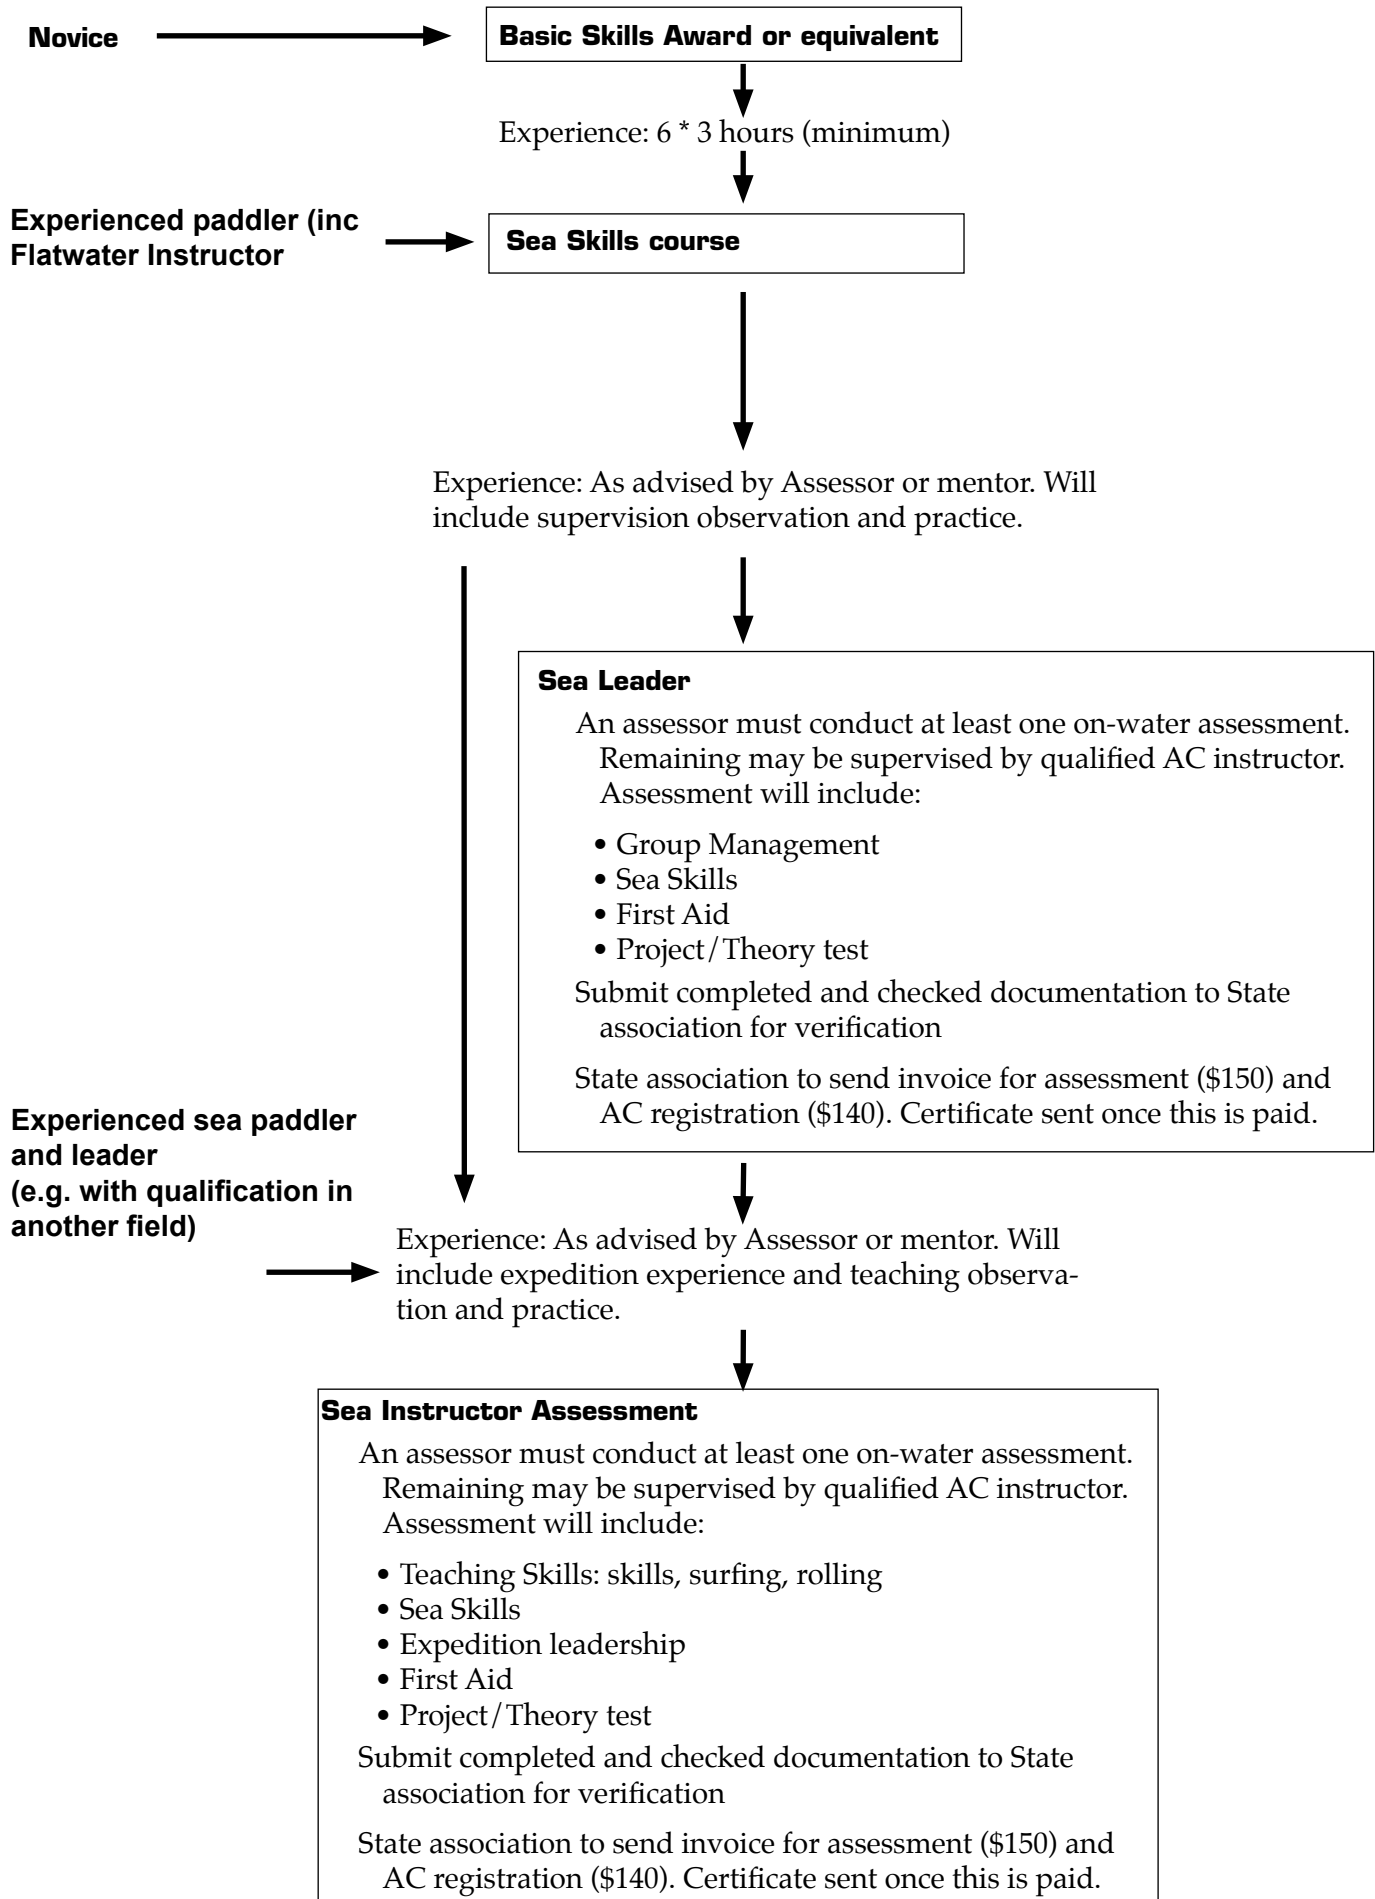 Novice
Basic Skills Award or equivalent
Experience: 6 * 3 hours (minimum)
Experienced paddler (inc
Flatwater Instructor
Sea Skills course
Experience: As advised by Assessor or mentor. Will
include supervision observation and practice.
Sea Leader
An assessor must conduct at least one on-water assessment.
Remaining may be supervised by qualified AC instructor.
Assessment will include:
• Group Management
• Sea Skills
• First Aid
• Project/Theory test
Submit completed and checked documentation to State
association for verification
State association to send invoice for assessment ($150) and
AC registration ($140). Certificate sent once this is paid.
Experienced sea paddler
and leader
(e.g. with qualification in
another field)
Experience: As advised by Assessor or mentor. Will
include expedition experience and teaching observa-
tion and practice.
Sea Instructor Assessment
An assessor must conduct at least one on-water assessment.
Remaining may be supervised by qualified AC instructor.
Assessment will include:
• Teaching Skills: skills, surfing, rolling
• Sea Skills
• Expedition leadership
• First Aid
• Project/Theory test
Submit completed and checked documentation to State
association for verification
State association to send invoice for assessment ($150) and
AC registration ($140). Certificate sent once this is paid.